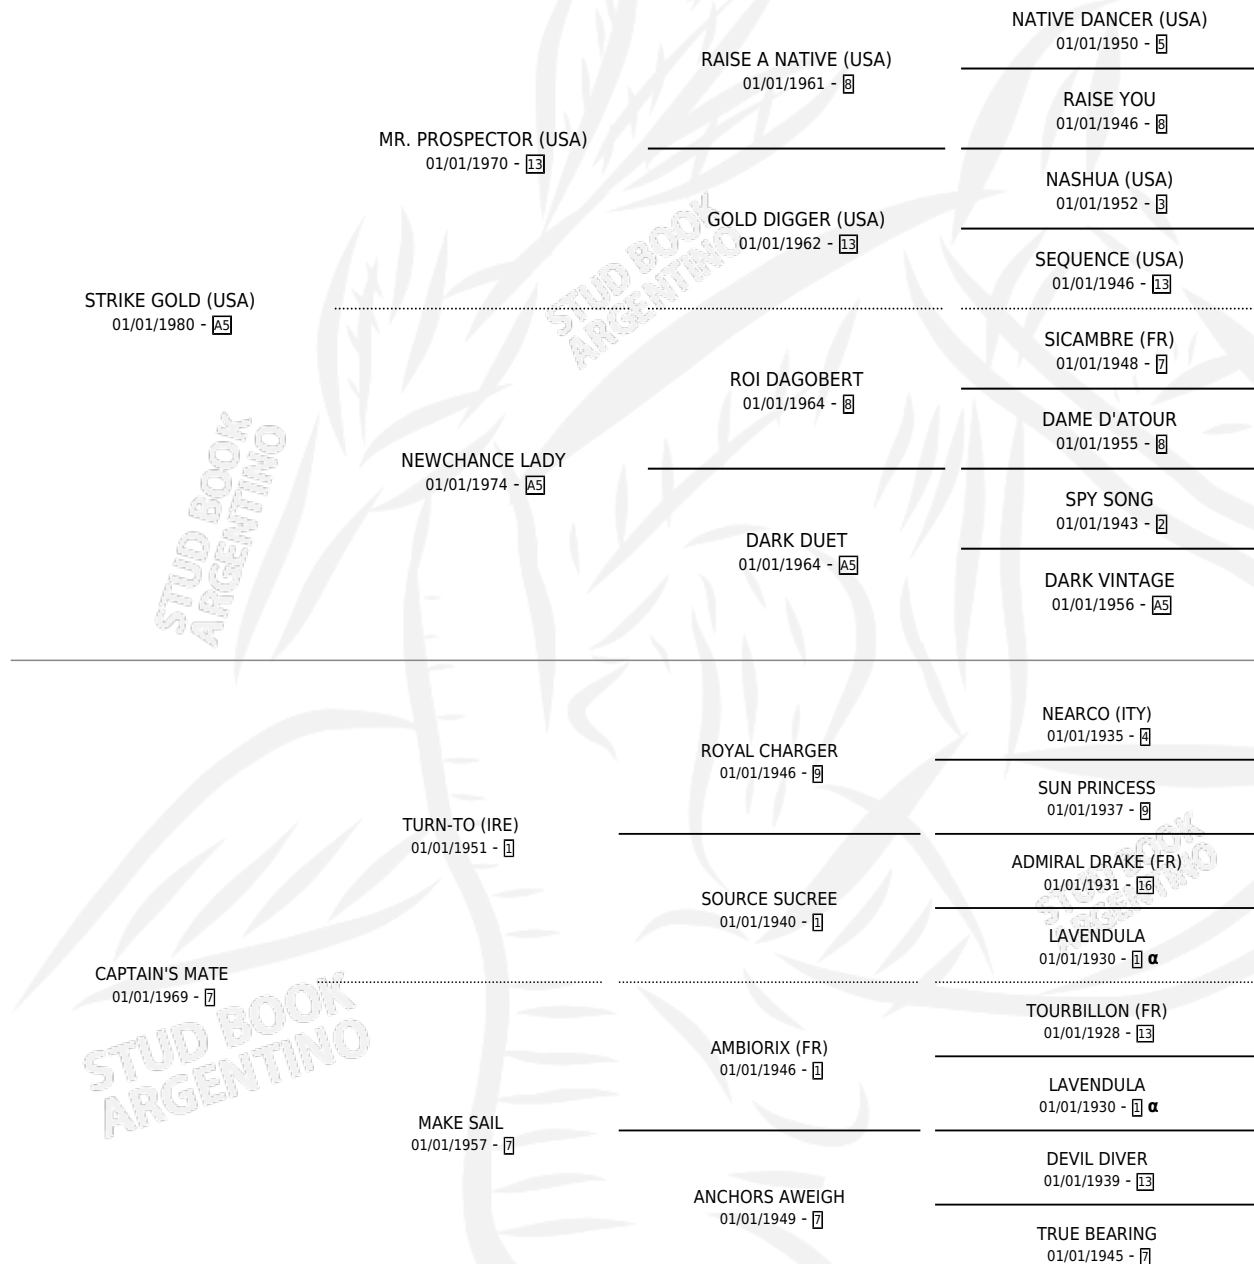 NATIVE DANCER (USA)
01/01/1950 - 5
RAISE A NATIVE (USA)
01/01/1961 - 8
RAISE YOU
01/01/1946 - 8
MR. PROSPECTOR (USA)
01/01/1970 - 13
NASHUA (USA)
01/01/1952 - 3
GOLD DIGGER (USA)
01/01/1962 - 13
SEQUENCE (USA)
01/01/1946 - 13
STRIKE GOLD (USA)
01/01/1980 - A5
SICAMBRE (FR)
01/01/1948 - 7
ROI DAGOBERT
01/01/1964 - 8
DAME D'ATOUR
01/01/1955 - 8
NEWCHANCE LADY
01/01/1974 - A5
SPY SONG
01/01/1943 - 2
DARK DUET
01/01/1964 - A5
DARK VINTAGE
01/01/1956 - A5
NEARCO (ITY)
01/01/1935 - 4
ROYAL CHARGER
01/01/1946 - 9
SUN PRINCESS
01/01/1937 - 9
TURN-TO (IRE)
01/01/1951 - 1
ADMIRAL DRAKE (FR)
01/01/1931 - 16
SOURCE SUCREE
01/01/1940 - 1
LAVENDULA
01/01/1930 - 1 α
CAPTAIN'S MATE
01/01/1969 - 7
TOURBILLON (FR)
01/01/1928 - 13
AMBIORIX (FR)
01/01/1946 - 1
LAVENDULA
01/01/1930 - 1 α
MAKE SAIL
01/01/1957 - 7
DEVIL DIVER
01/01/1939 - 13
ANCHORS AWEIGH
01/01/1949 - 7
TRUE BEARING
01/01/1945 - 7
STUD BOOK
ARGENTINO
STUD BOOK
ARGENTINO
STUD BOOK
ARGENTINO
STUD BOOK
ARGENTINO